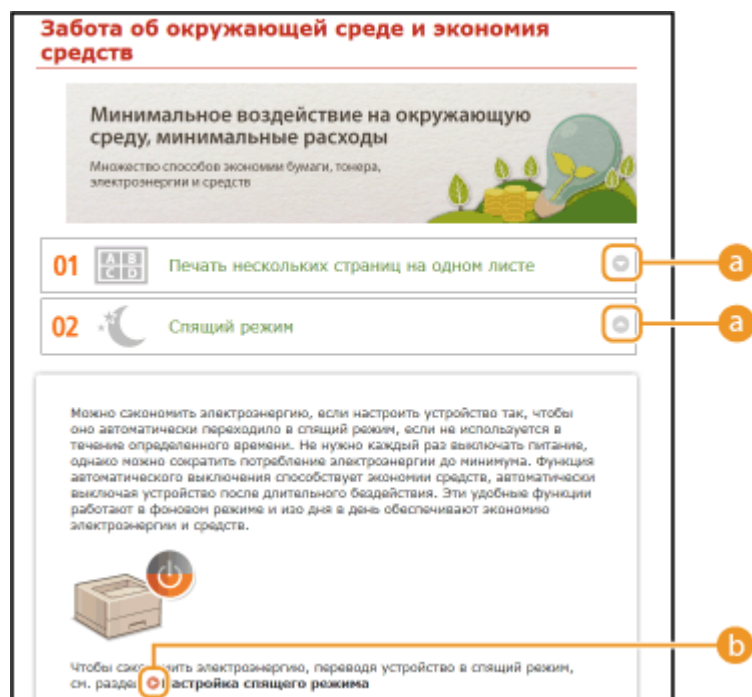 Забота об окружающей среде и экономия
средств
Минимальное воздействие на окружающую
среду, минимальные расходы
Множество способов экономии бумаги, тонера,
электроэнергии и средств
01 A B C D Печать нескольких страниц на одном листе a
02 Спящий режим a
Можно сэкономить электроэнергию, если настроить устройство так, чтобы
оно автоматически переходило в спящий режим, если не используется в
течение определенного времени. Не нужно каждый раз выключать питание,
однако можно сократить потребление электроэнергии до минимума. Функция
автоматического выключения способствует экономии средств, автоматически
выключая устройство после длительного бездействия. Эти удобные функции
работают в фоновом режиме и изо дня в день обеспечивают экономию
электроэнергии и средств.
b
Чтобы сэкономить электроэнергию, переводя устройство в спящий режим,
см. раздел Настройка спящего режима